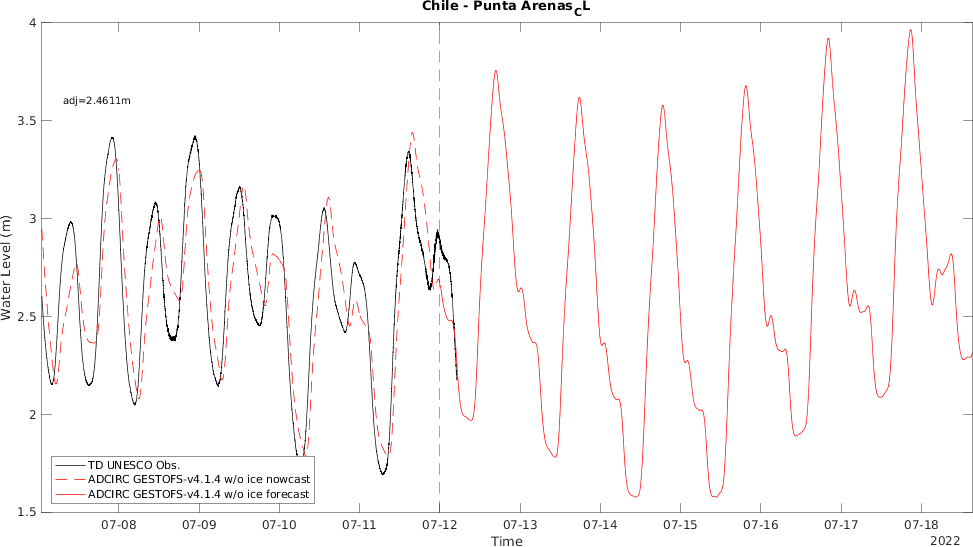 Chile - Punta Arenas_CL
4
adj=2.4611m
3.5
3
Water Level (m)
2.5
2
TD UNESCO Obs.
ADCIRC GESTOFS-v4.1.4 w/o ice nowcast
ADCIRC GESTOFS-v4.1.4 w/o ice forecast
1.5
07-08 07-09 07-10 07-11 07-12 07-13 07-14 07-15 07-16 07-17 07-18
Time
2022